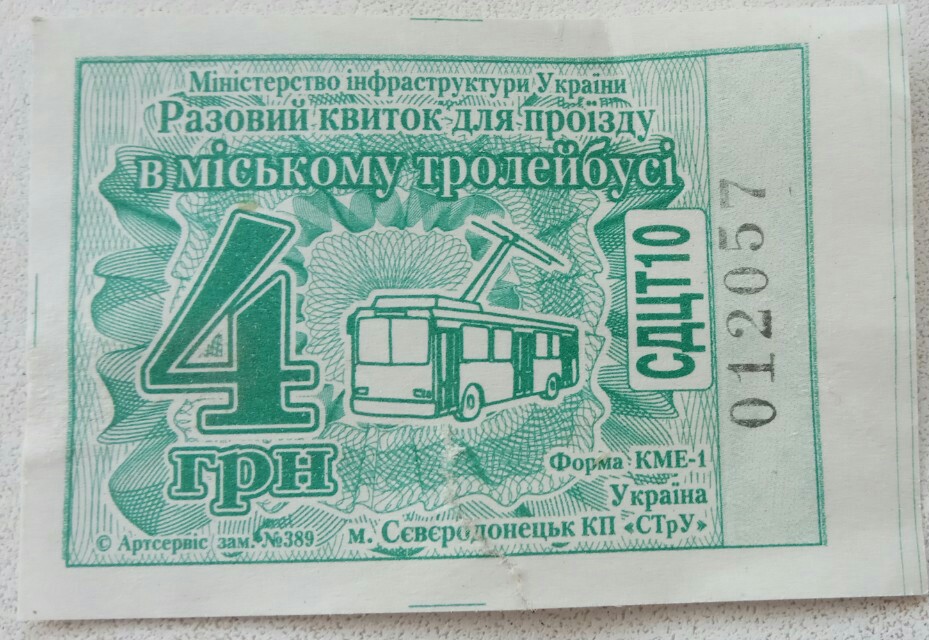 Міністерство інфраструктури України
Разовий квиток для проїзду
в міському тролейбусі
4
грн
СДЦТ10
012057
Форма КМЕ-1
Україна
м. Сєвєродонецьк КП «СТрУ»
© Артсервіс зам. №389